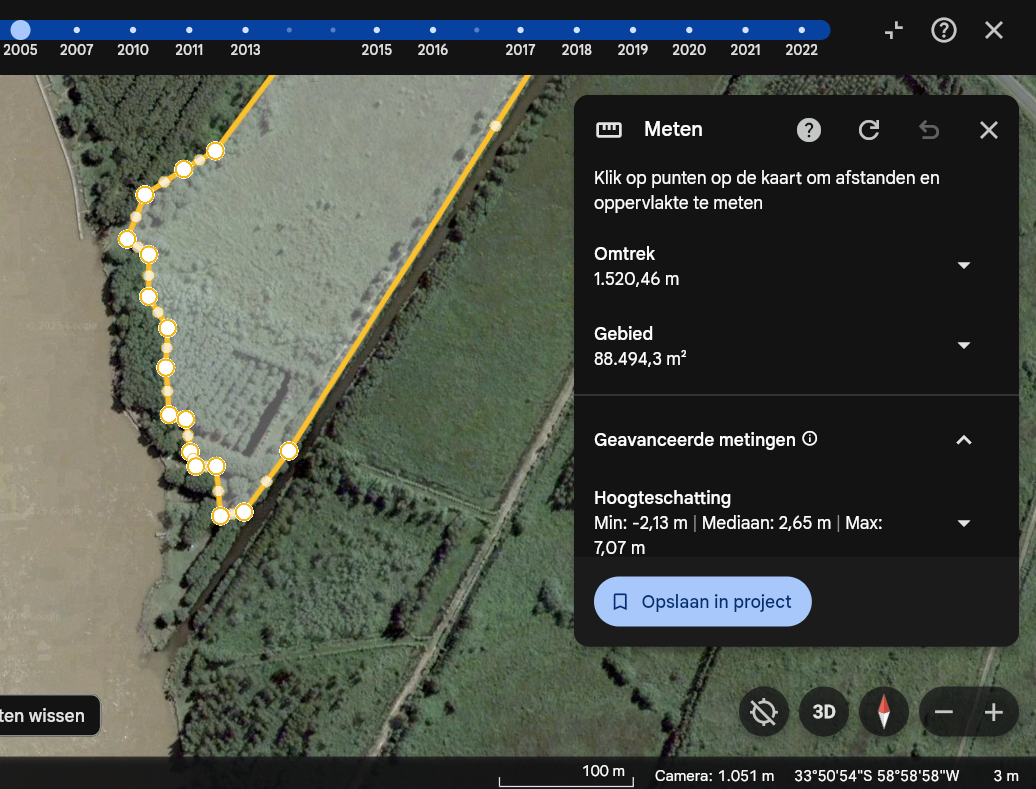 2005 2007 2010 2011 2013 2015 2016 2017 2018 2019 2020 2021 2022
Meten
Klik op punten op de kaart om afstanden en
oppervlakte te meten
Omtrek
1.520,46 m
Gebied
88.494,3 m²
Geavanceerde metingen
Hoogteschatting
Min: -2,13 m | Mediaan: 2,65 m | Max:
7,07 m
Opslaan in project
ten wissen
3D
100 m Camera: 1.051 m 33°50'54"S 58°58'58"W 3 m